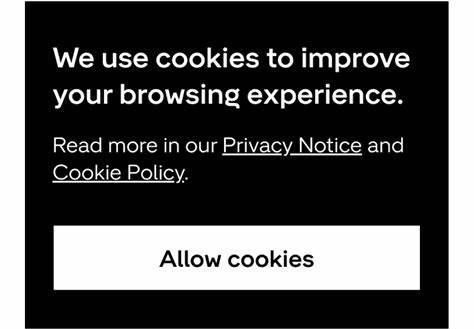 We use cookies to improve
your browsing experience.
Read more in our Privacy Notice and
Cookie Policy.
Allow cookies